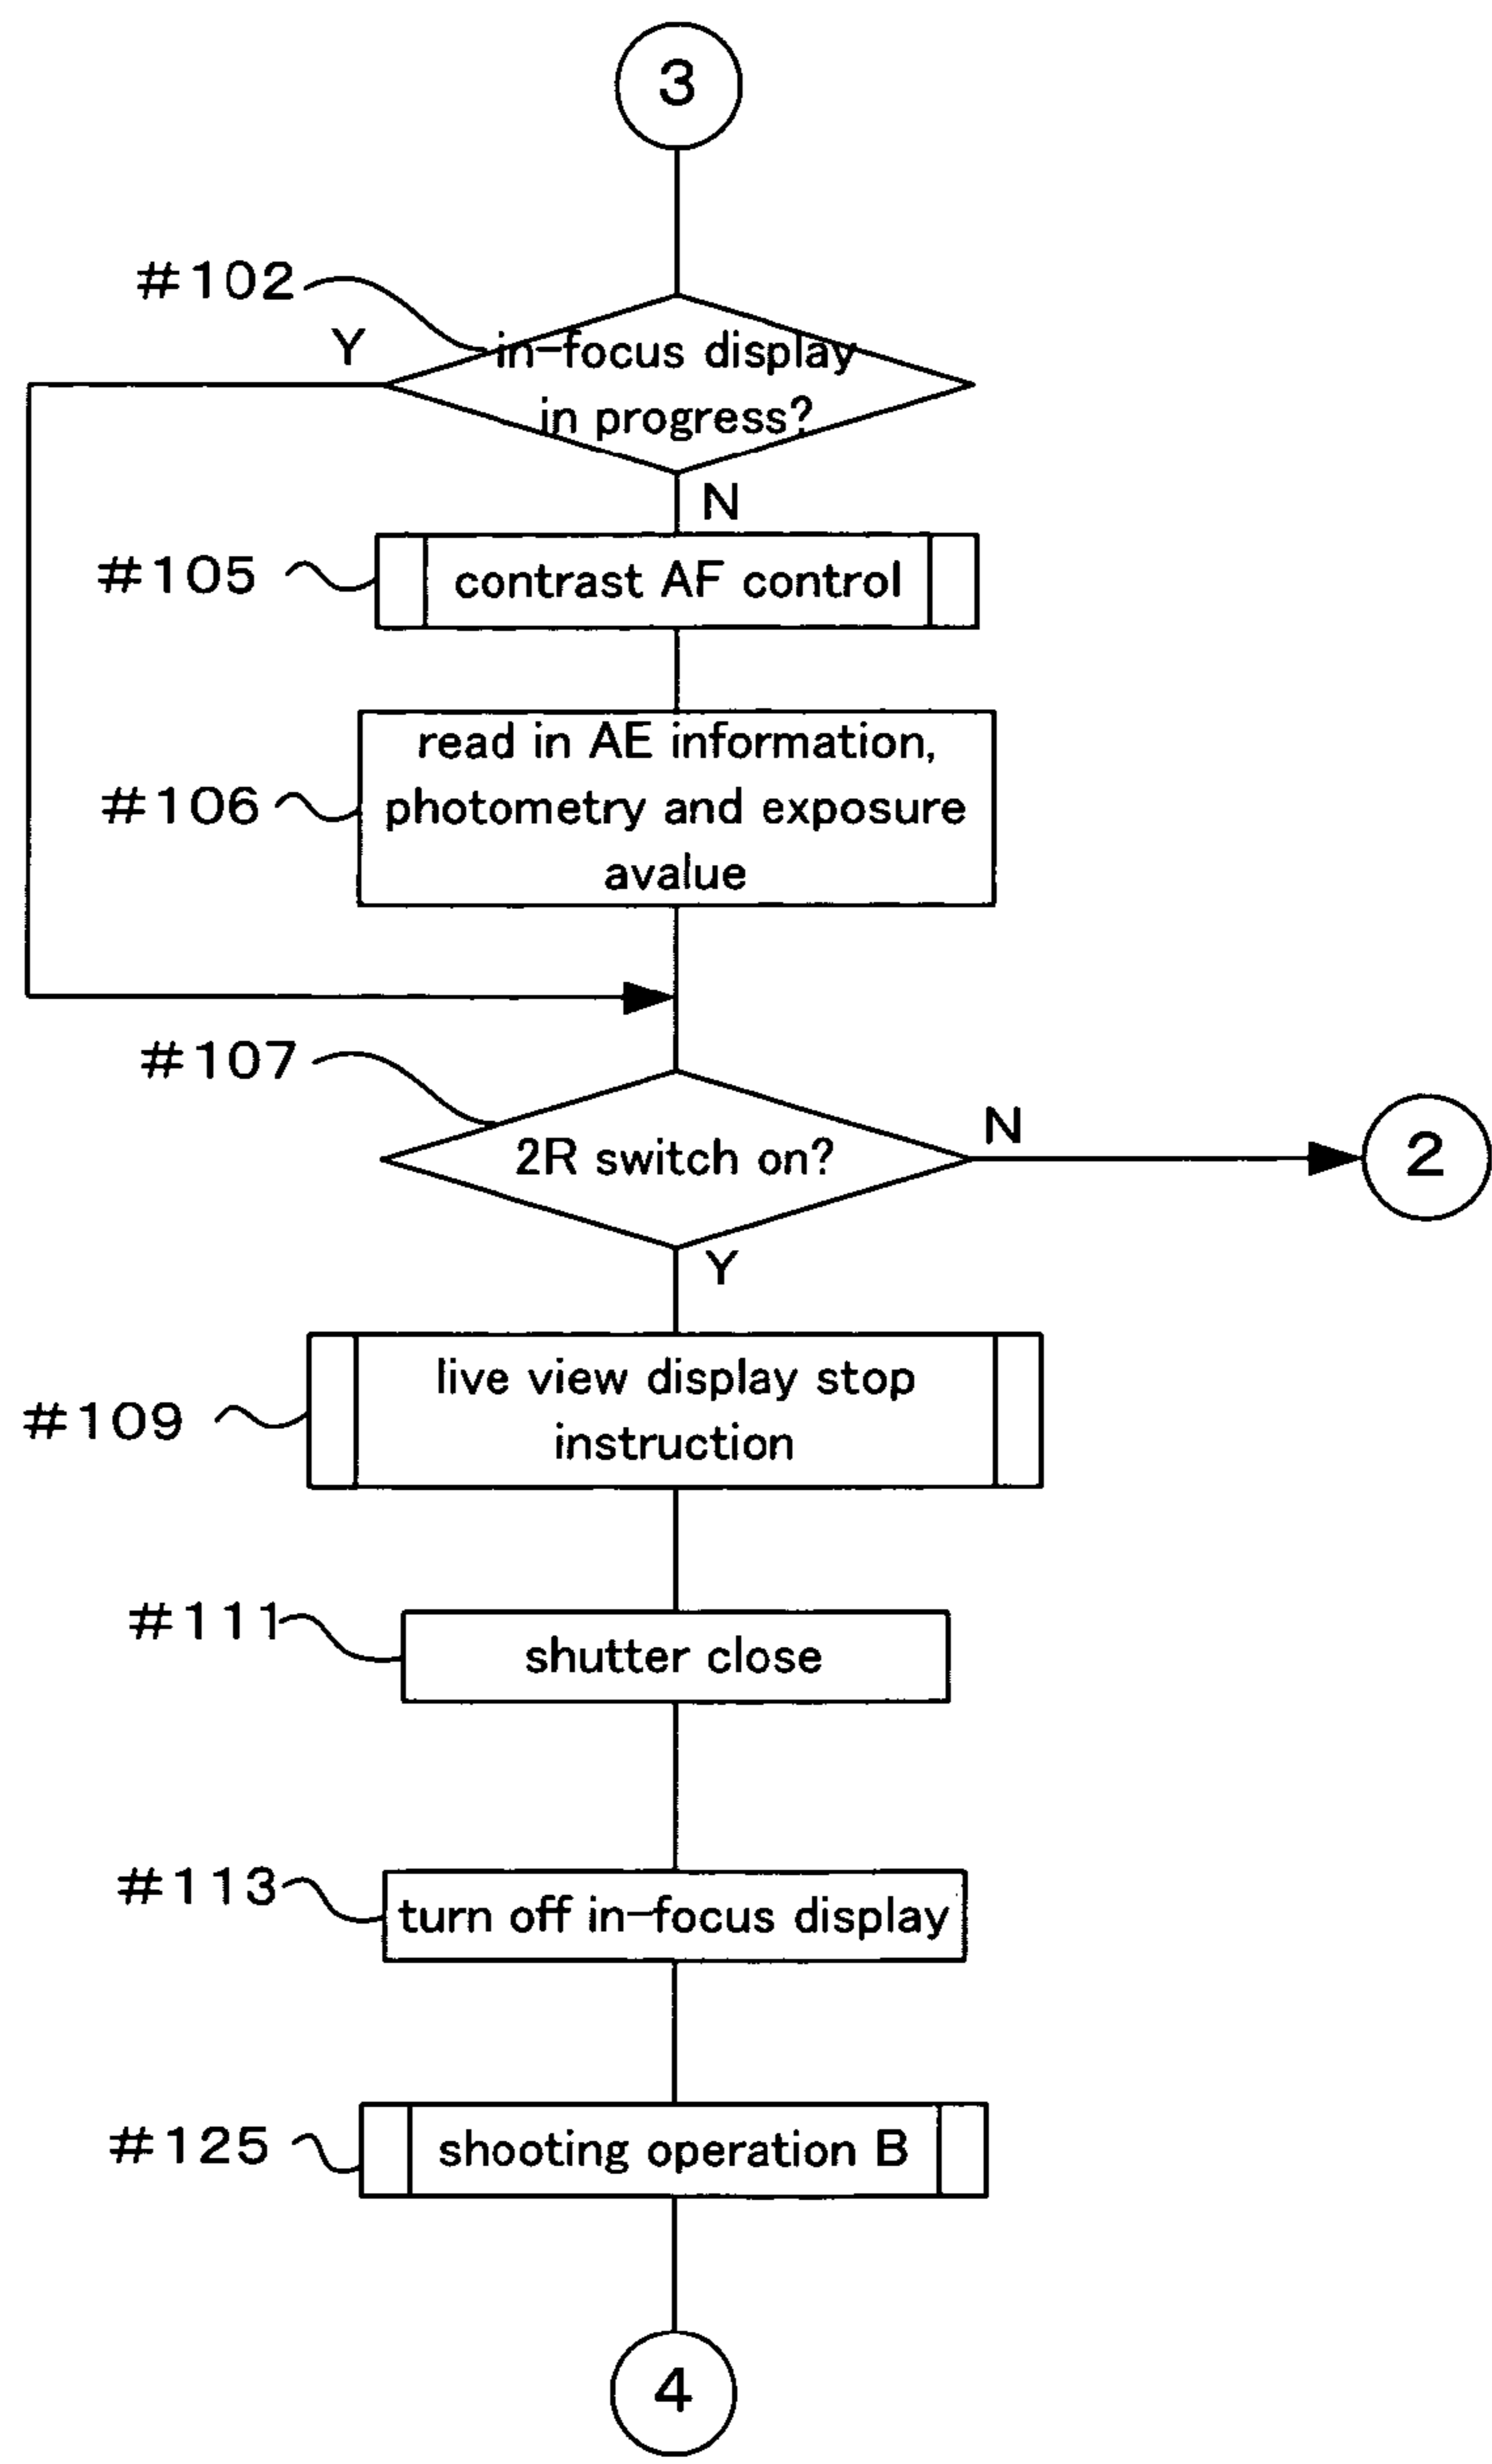 3
#102
Y
in-focus display
in progress?
N
#105
contrast AF control
read in AE information,
#106
photometry and exposure
avalue
#107
N
2R switch on?
2
Y
live view display stop
#109
instruction
#111
shutter close
#113
turn off in-focus display
#125
shooting operation B
4